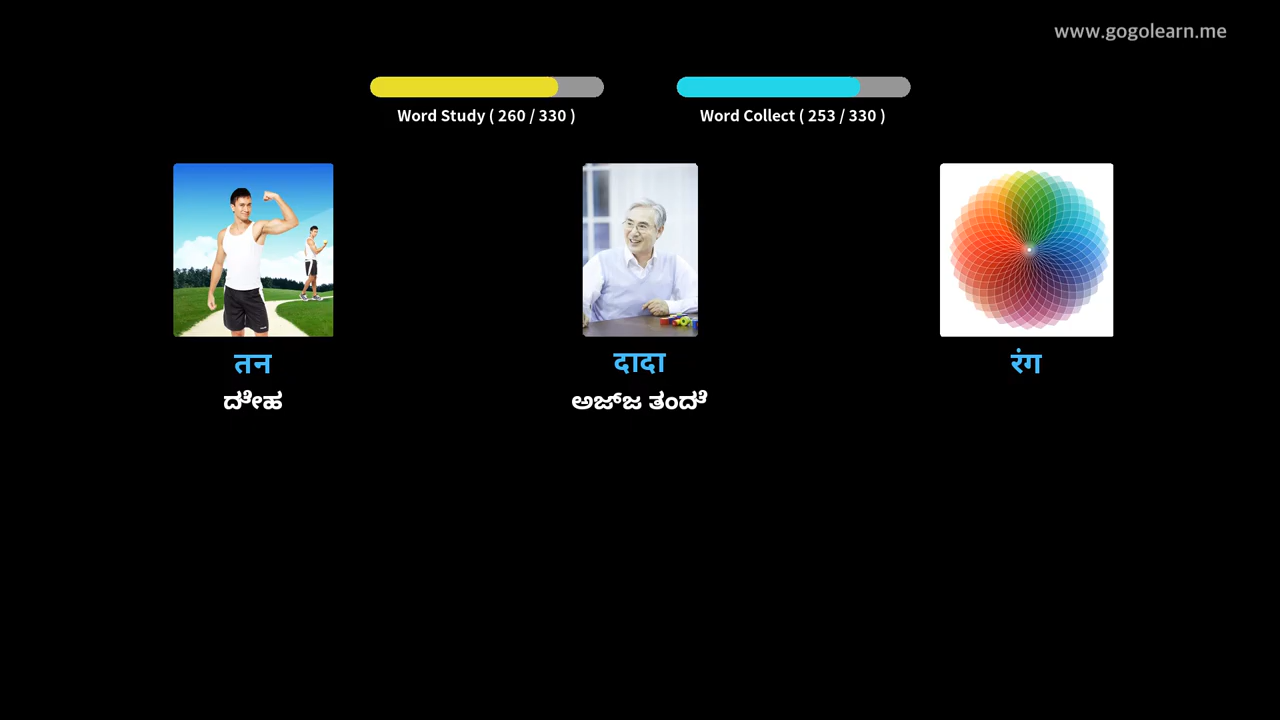 www.gogolearn.me
Word Study ( 260 / 330 )
Word Collect ( 253 / 330 )
तन
दादा
रंग
ದೇಹ
ಅಜ್‌ಜ ತಂದೆ